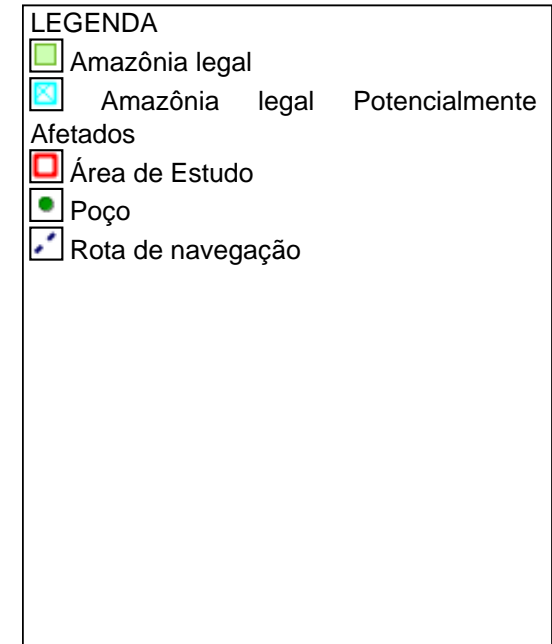 LEGENDA
Amazônia legal
Amazônia legal Potencialmente
Afetados
Área de Estudo
Poço
Rota de navegação